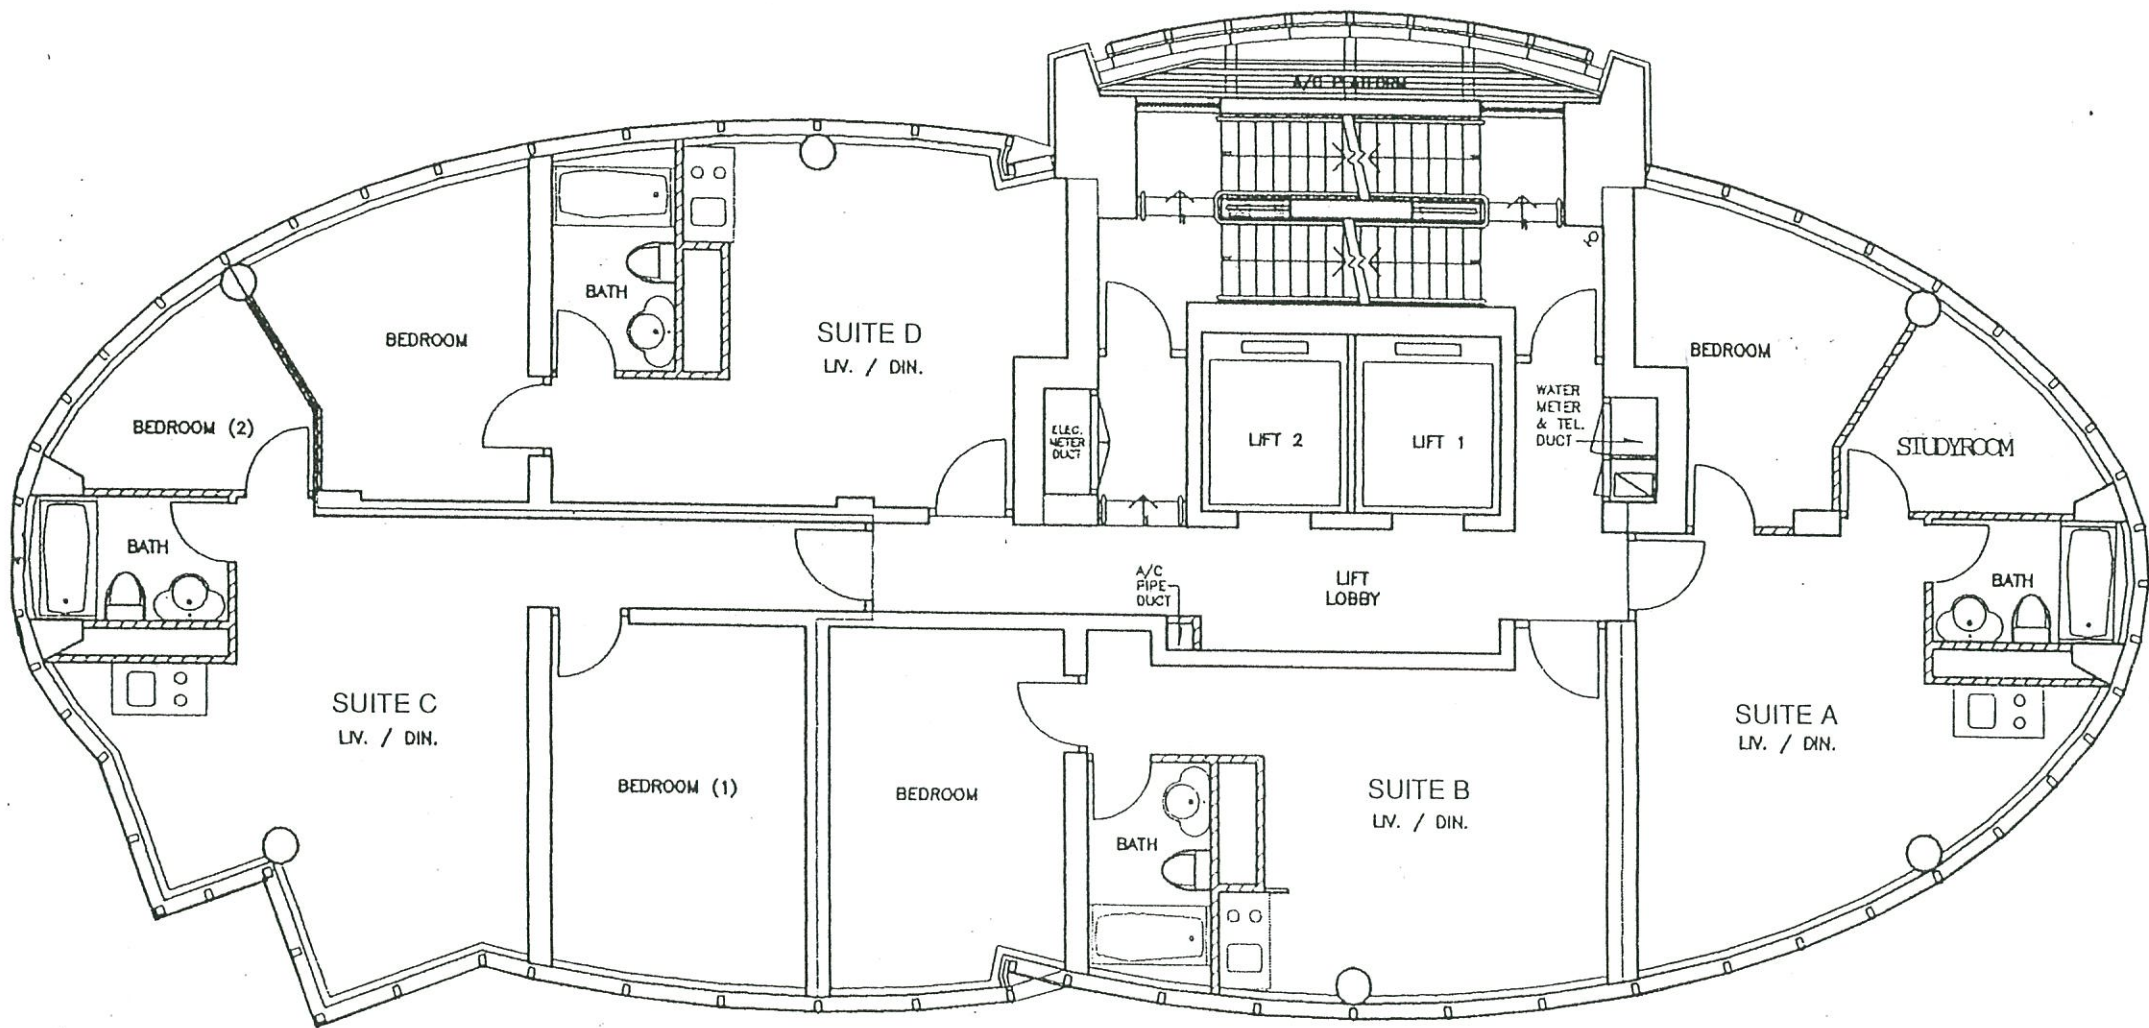 A/C PLATFORM
BATH
SUITE D
LIV. / DIN.
BEDROOM
BEDROOM (2)
ELEC.
METER
DUCT
LIFT 2
LIFT 1
WATER
METER
& TEL.
DUCT
BEDROOM
STUDYROOM
BATH
A/C
PIPE
DUCT
LIFT
LOBBY
BATH
SUITE C
LIV. / DIN.
BEDROOM (1)
BEDROOM
BATH
SUITE B
LIV. / DIN.
SUITE A
LIV. / DIN.